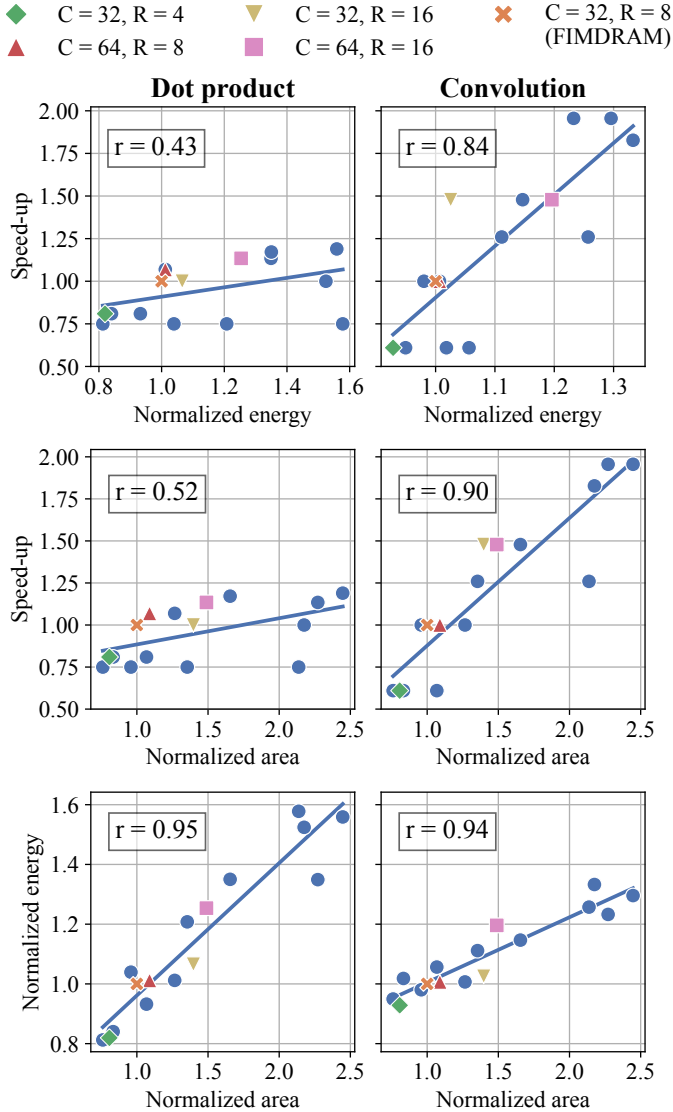 C = 32, R = 4
C = 32, R = 16
C = 32, R = 8
(FIMDRAM)
C = 64, R = 8
C = 64, R = 16
Dot product
Convolution
2.00
1.75
1.50
1.25
1.00
0.75
0.50
Speed-up
r = 0.43
r = 0.84
0.8 1.0 1.2 1.4 1.6
1.0 1.1 1.2 1.3
Normalized energy
Normalized energy
2.00
1.75
1.50
1.25
1.00
0.75
0.50
Speed-up
r = 0.52
r = 0.90
1.0 1.5 2.0 2.5
1.0 1.5 2.0 2.5
Normalized area
Normalized area
1.6
1.4
1.2
1.0
0.8
Normalized energy
r = 0.95
r = 0.94
1.0 1.5 2.0 2.5
1.0 1.5 2.0 2.5
Normalized area
Normalized area